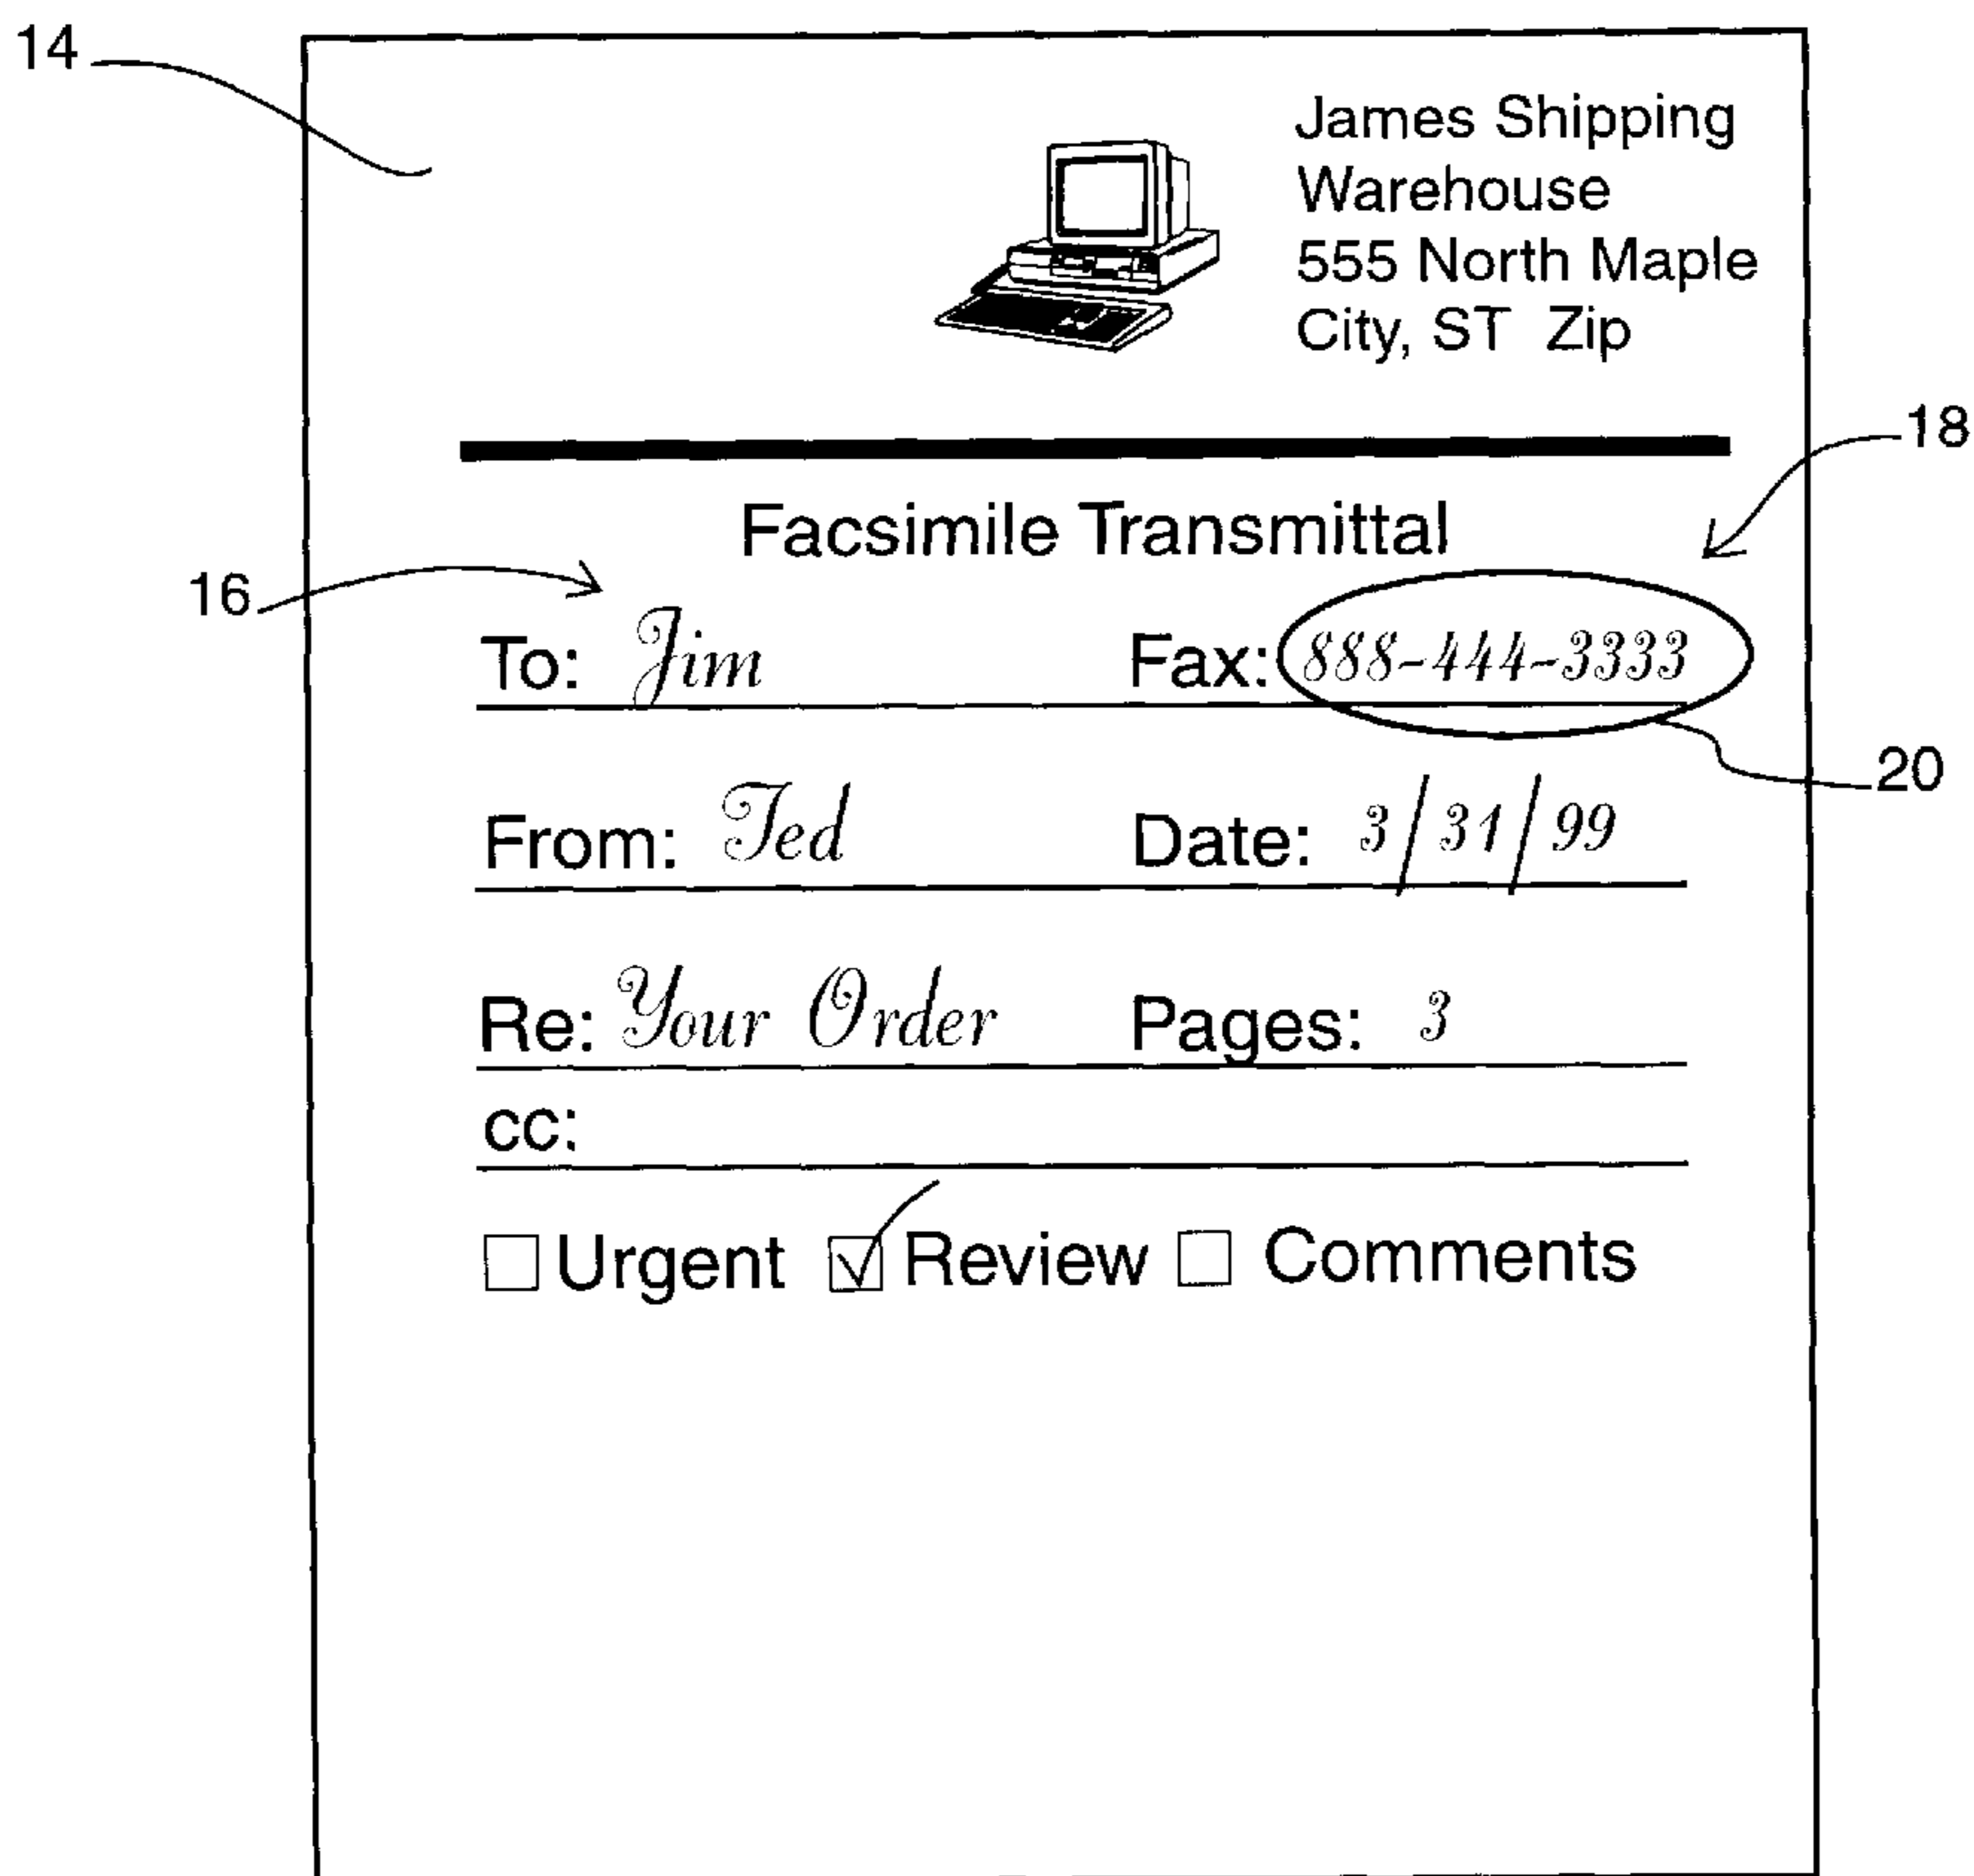 14
James Shipping
Warehouse
555 North Maple
City, ST Zip
18
Facsimile Transmittal
16
To: Jim Fax: 888-444-3333
20
From: Ted Date: 3/31/99
Re: Your Order Pages: 3
cc:
Urgent Review Comments